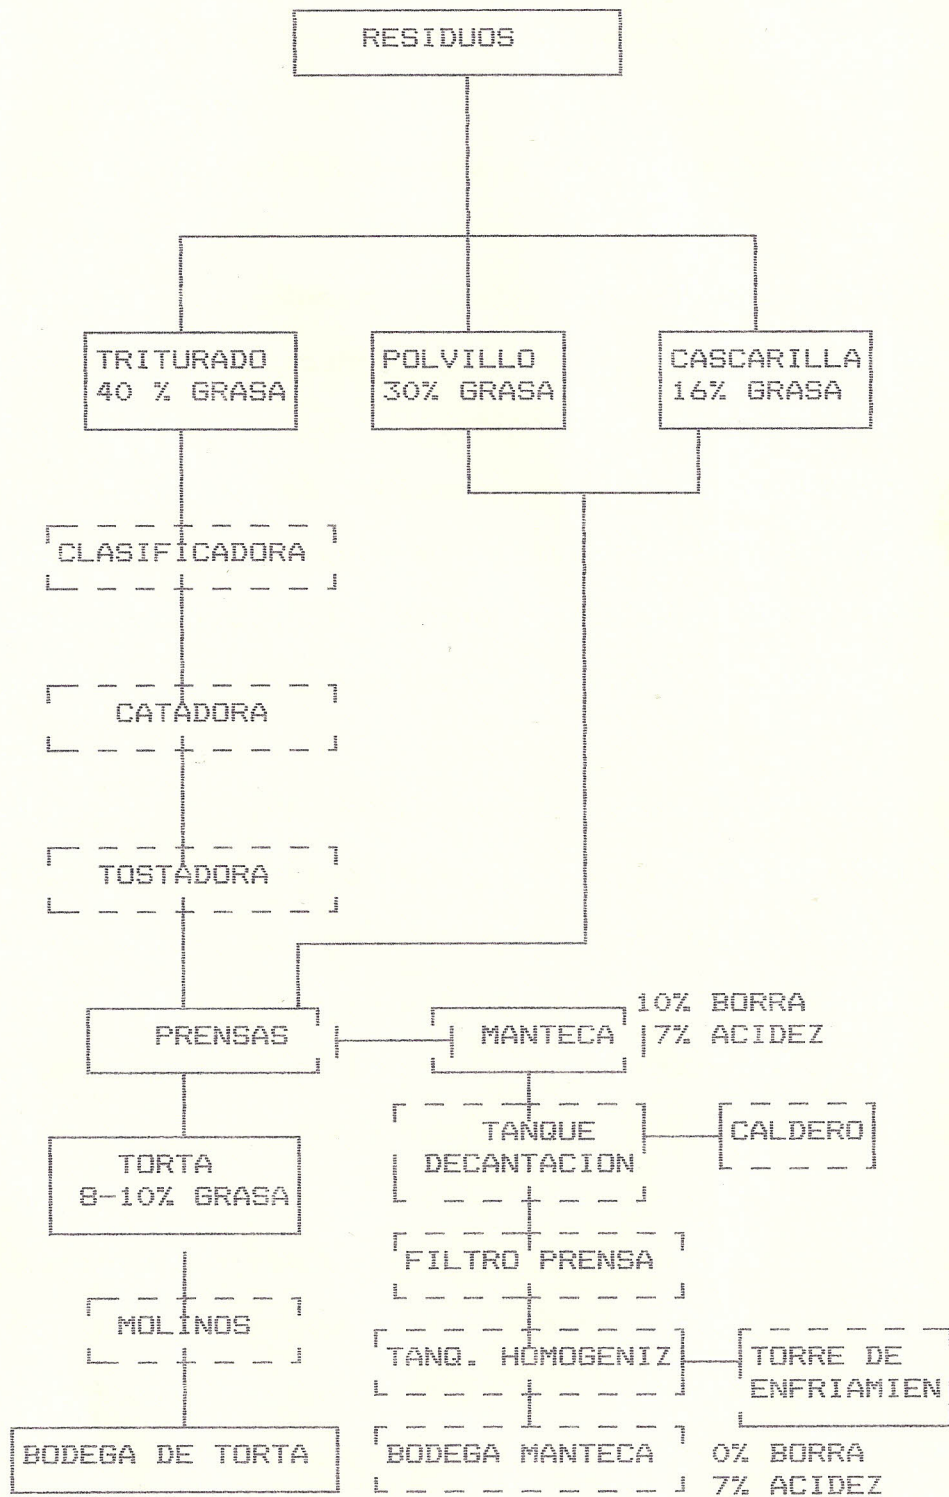 RESIDUOS
TRITURADO
40 % GRASA
POLVILLO
30% GRASA
CASCARILLA
16% GRASA
CLASIFICADORA
CATADORA
TOSTADORA
PRENSAS
MANTECA
10% BORRA
7% ACIDEZ
TORTA
8-10% GRASA
TANQUE
DECANTACION
CALDERO
FILTRO PRENSA
MOLINOS
TANQ. HOMOGENIZ
TORRE DE
ENFRIAMIEN
BODEGA DE TORTA
BODEGA MANTECA
0% BORRA
7% ACIDEZ